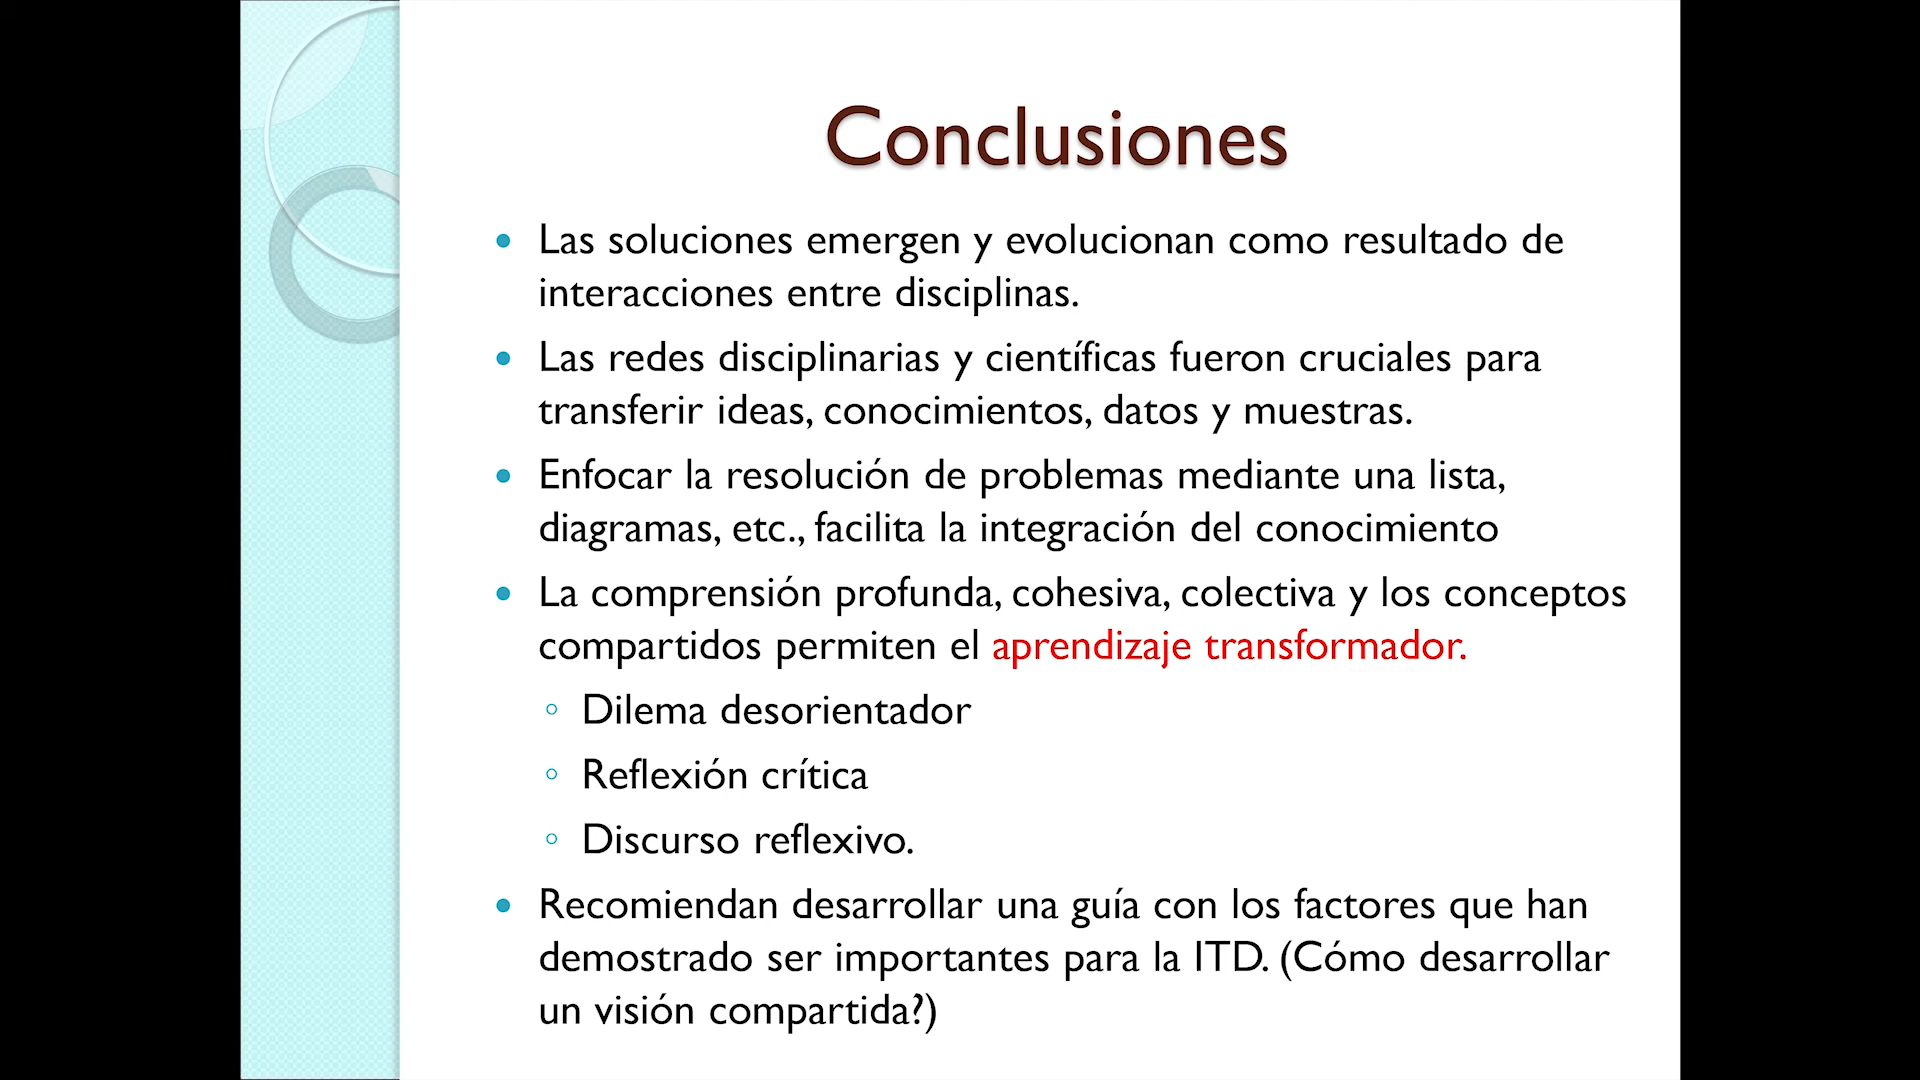 Conclusiones
• Las soluciones emergen y evolucionan como resultado de
interacciones entre disciplinas.
• Las redes disciplinarias y científicas fueron cruciales para
transferir ideas, conocimientos, datos y muestras.
• Enfocar la resolución de problemas mediante una lista,
diagramas, etc., facilita la integración del conocimiento
• La comprensión profunda, cohesiva, colectiva y los conceptos
compartidos permiten el aprendizaje transformador.
◦ Dilema desorientador
◦ Reflexión crítica
◦ Discurso reflexivo.
• Recomiendan desarrollar una guía con los factores que han
demostrado ser importantes para la ITD. (Cómo desarrollar
un visión compartida?)